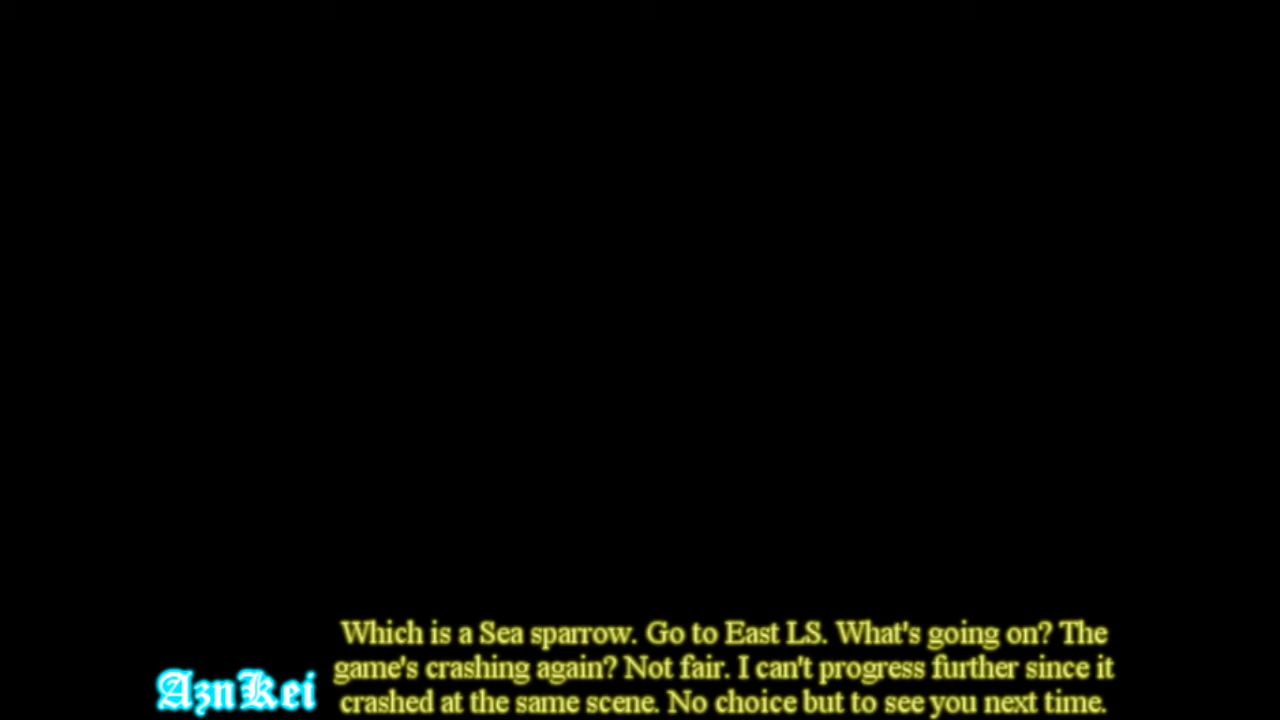 Which is a Sea sparrow. Go to East LS. What's going on? The
game's crashing again? Not fair. I can't progress further since it
crashed at the same scene. No choice but to see you next time.
AznKei